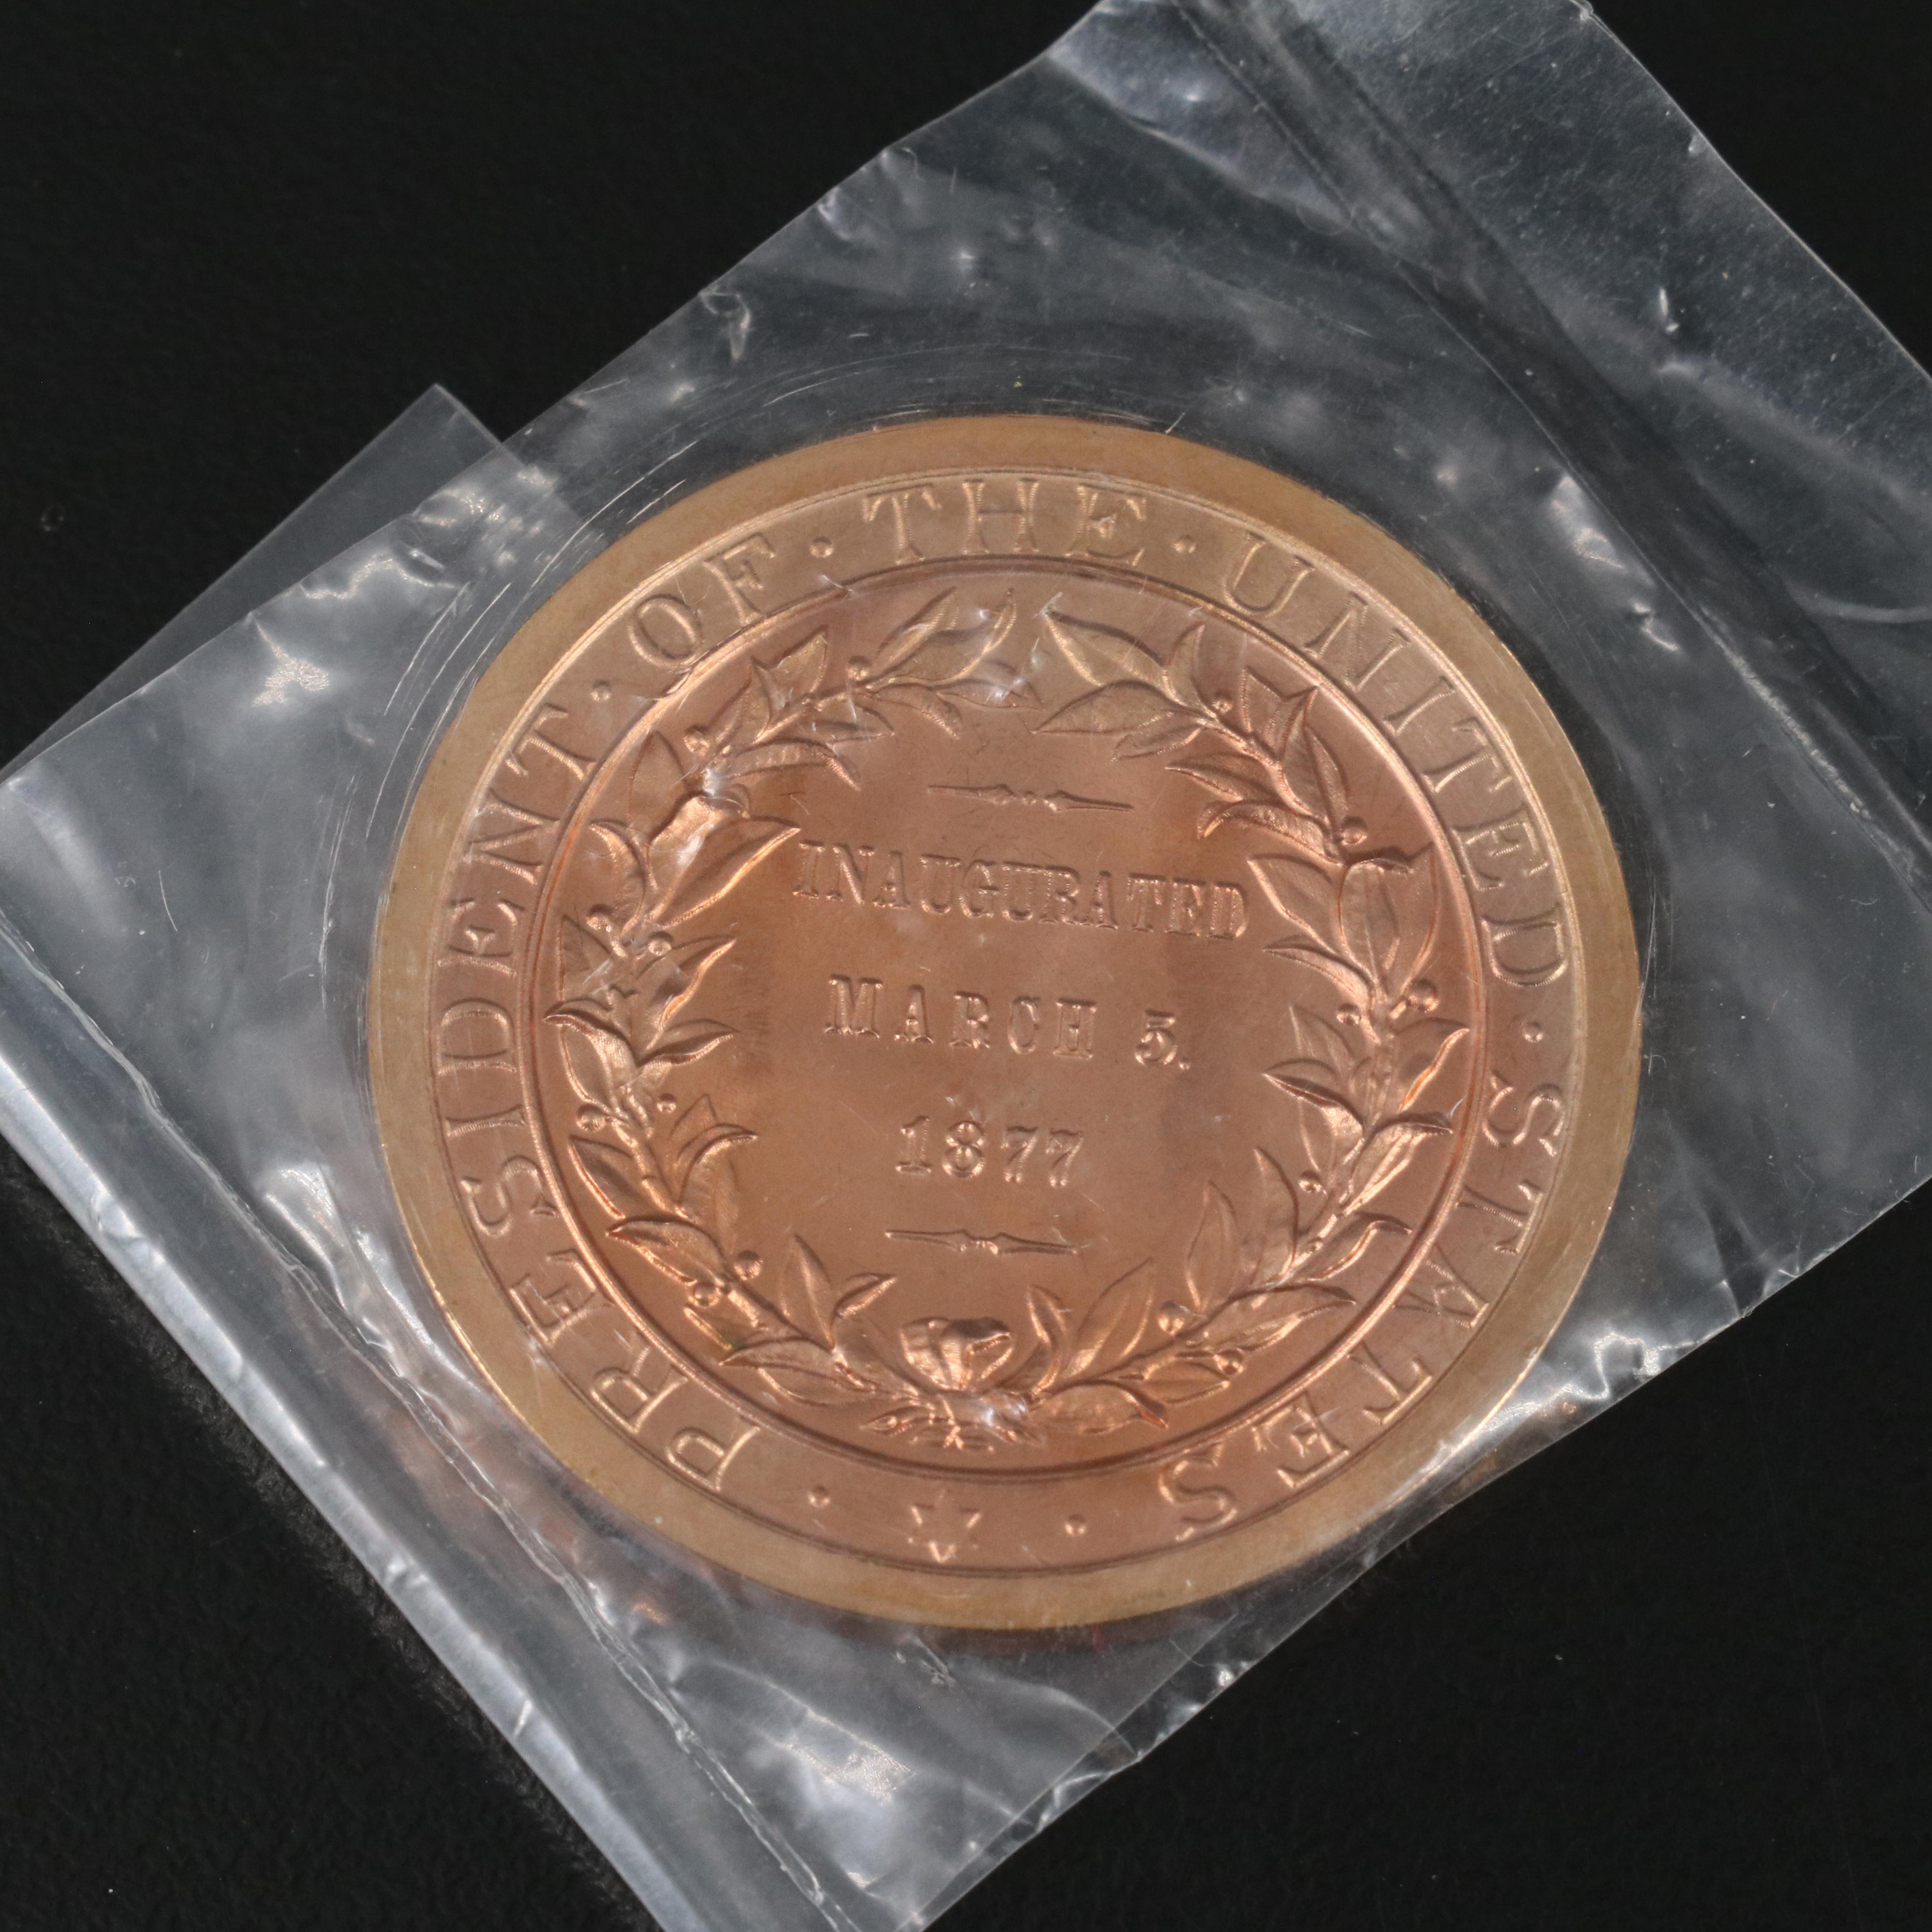 PRESIDENT · OF · THE · UNITED · STATES
INAUGURATED
MARCH 5.
1877